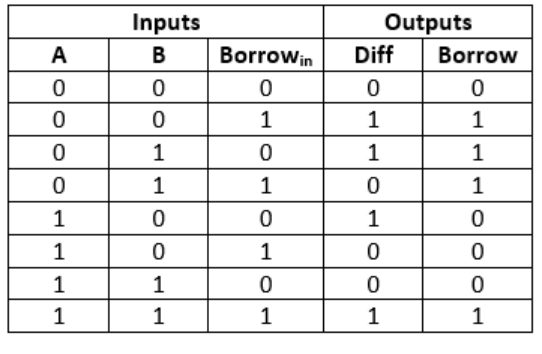 Inputs Outputs
A B Borrowin Diff Borrow
0 0 0 0 0
0 0 1 1 1
0 1 0 1 1
0 1 1 0 1
1 0 0 1 0
1 0 1 0 0
1 1 0 0 0
1 1 1 1 1